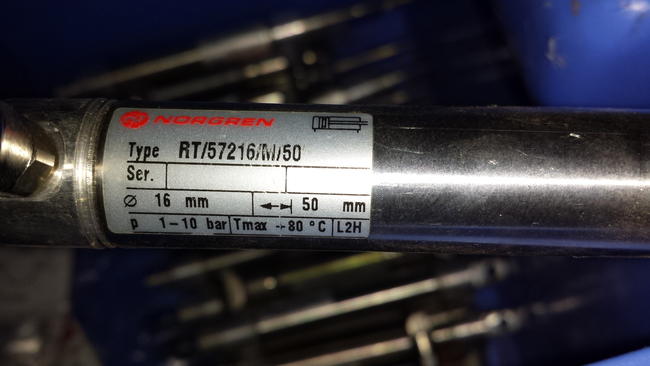 NORGREN
Type RT/57216/M/50
Ser.
Ø 16 mm 50 mm
p 1-10 bar Tmax +80 °C L2H